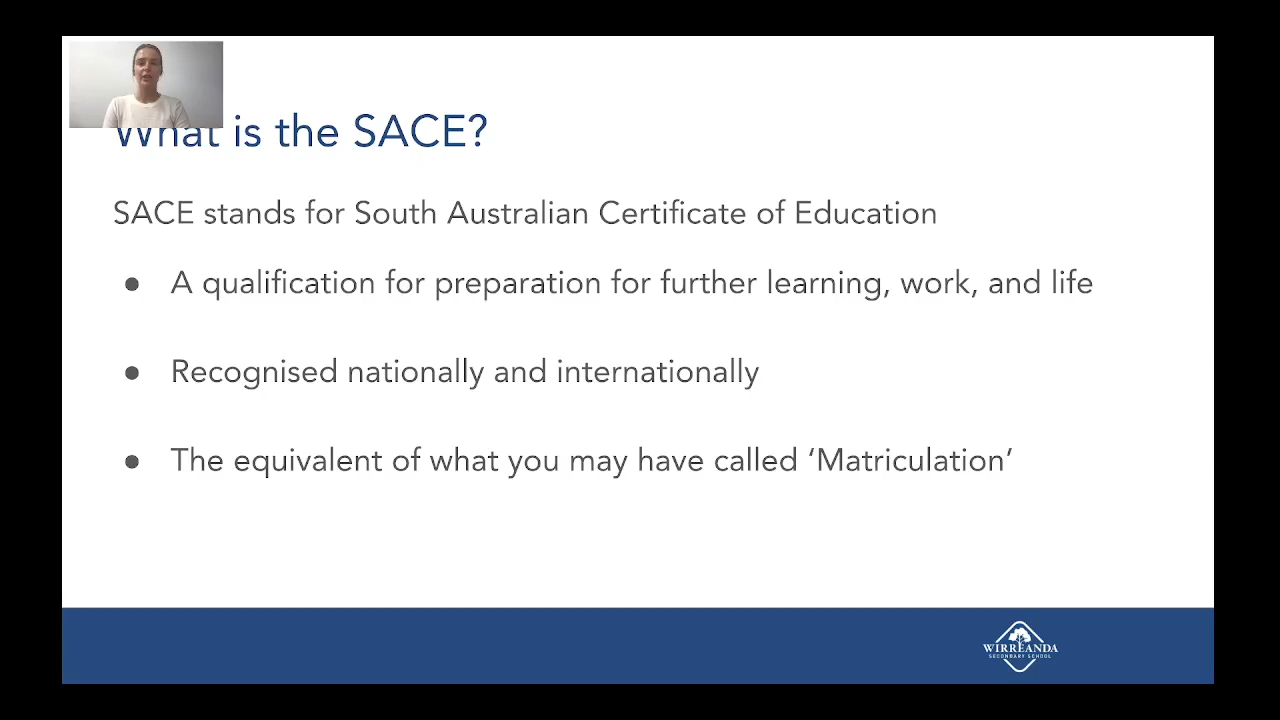 What is the SACE?
SACE stands for South Australian Certificate of Education
● A qualification for preparation for further learning, work, and life
● Recognised nationally and internationally
● The equivalent of what you may have called ‘Matriculation’
WIRREANDA
SECONDARY SCHOOL